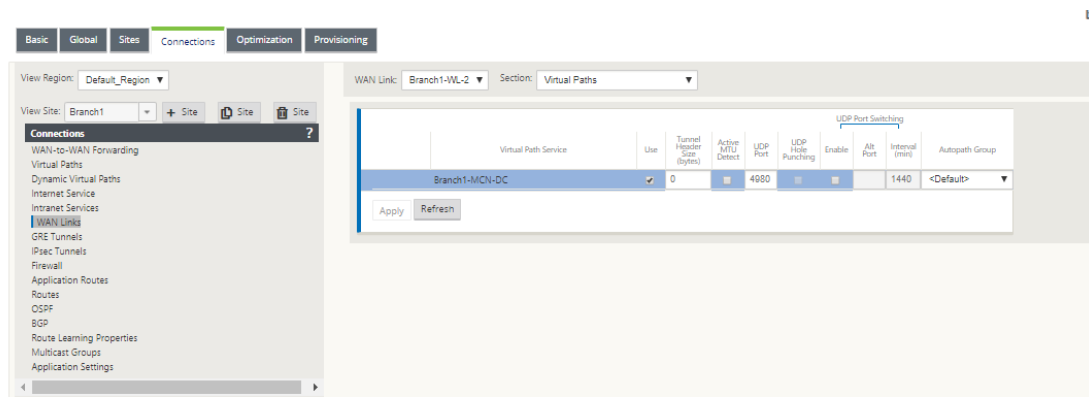 Basic Global Sites Connections Optimization Provisioning
View Region: Default_Region
WAN Link: Branch1-WL-2 Section: Virtual Paths
View Site: Branch1 + Site Site Site
Connections ?
WAN-to-WAN Forwarding
Virtual Paths
Dynamic Virtual Paths
Internet Service
Intranet Services
WAN Links
GRE Tunnels
IPsec Tunnels
Firewall
Application Routes
Routes
OSPF
BGP
Route Learning Properties
Multicast Groups
Application Settings
UDP Port Switching
Virtual Path Service Use Tunnel Header Size (bytes) Active MTU Detect UDP Port UDP Hole Punching Enable Alt Port Interval (min) Autopath Group
Branch1-MCN-DC 0 4980 1440 <Default>
Apply Refresh